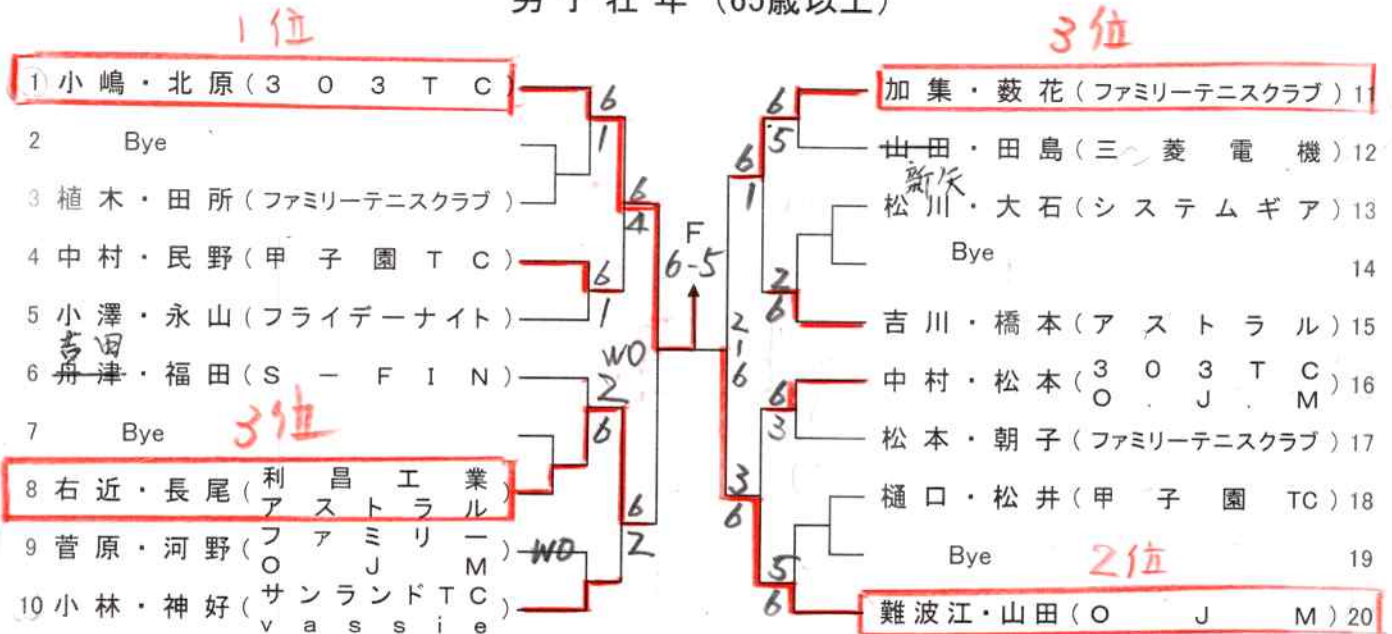 男子壮年(65歳以上)
1位
1 小嶋・北原(303TC)
2 Bye
3 植木・田所(ファミリーテニスクラブ)
4 中村・民野(甲子園TC)
5 小澤・永山(フライデーナイト)
吉田
6 舟津・福田(S-FIN)
7 Bye
3位
8 右近・長尾(利昌工業 アストラル)
9 菅原・河野(ファミリー OJM)
10 小林・神好(サンランドTC vassie)
6
1
6
4
6
1
WO
2
6
6
2
WO
F
6-5
3位
加集・薮花(ファミリーテニスクラブ) 11
山田・田島(三菱電機) 12
新矢
松川・大石(システムギア) 13
Bye 14
吉川・橋本(アストラル) 15
中村・松本(303TC O.J.M) 16
松本・朝子(ファミリーテニスクラブ) 17
樋口・松井(甲子園TC) 18
Bye 19
2位
難波江・山田(OJM) 20
6
5
6
1
2
6
2
1
6
6
3
3
6
5
6